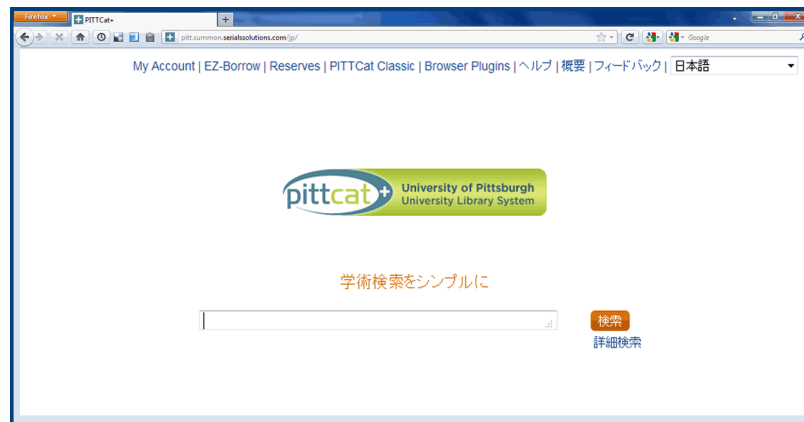 Firefox
PITTCat+
pitt.summon.serialssolutions.com/jp/
Google
My Account | EZ-Borrow | Reserves | PITTCat Classic | Browser Plugins | ヘルプ | 概要 | フィードバック | 日本語
pittcat+
University of Pittsburgh
University Library System
学術検索をシンプルに
検索
詳細検索